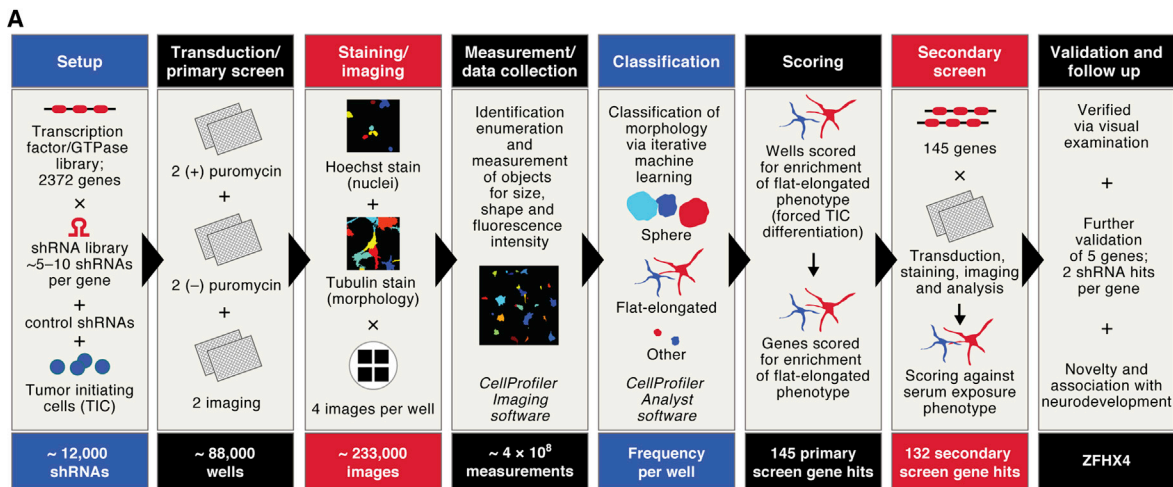 A
Setup
Transcription
factor/GTPase
library;
2372 genes
×
shRNA library
~5–10 shRNAs
per gene
+
control shRNAs
+
Tumor initiating
cells (TIC)
~ 12,000
shRNAs
Transduction/
primary screen
2 (+) puromycin
+
2 (–) puromycin
+
2 imaging
~ 88,000
wells
Staining/
imaging
Hoechst stain
(nuclei)
+
Tubulin stain
(morphology)
×
4 images per well
~ 233,000
images
Measurement/
data collection
Identification
enumeration
and
measurement
of objects
for size,
shape and
fluorescence
intensity
CellProfiler
Imaging
software
~ 4 × 10⁸
measurements
Classification
Classification of
morphology
via iterative
machine
learning
Sphere
Flat-elongated
Other
CellProfiler
Analyst
software
Frequency
per well
Scoring
Wells scored
for enrichment
of flat-elongated
phenotype
(forced TIC
differentiation)
Genes scored
for enrichment
of flat-elongated
phenotype
145 primary
screen gene hits
Secondary
screen
145 genes
×
Transduction,
staining, imaging
and analysis
Scoring against
serum exposure
phenotype
132 secondary
screen gene hits
Validation and
follow up
Verified
via visual
examination
+
Further
validation
of 5 genes;
2 shRNA hits
per gene
+
Novelty and
association with
neurodevelopment
ZFHX4